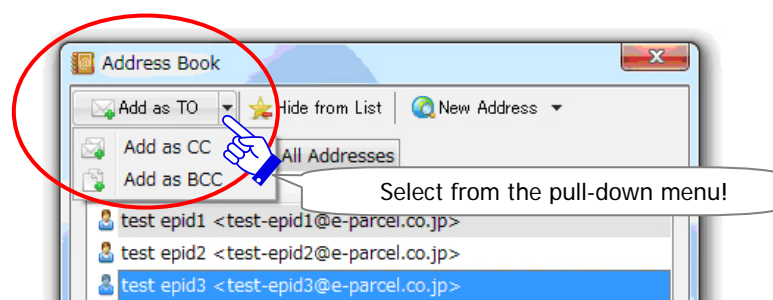 Address Book
Add as TO Hide from List New Address
Add as CC
All Addresses
Add as BCC
Select from the pull-down menu!
test epid1 <test-epid1@e-parcel.co.jp>
test epid2 <test-epid2@e-parcel.co.jp>
test epid3 <test-epid3@e-parcel.co.jp>